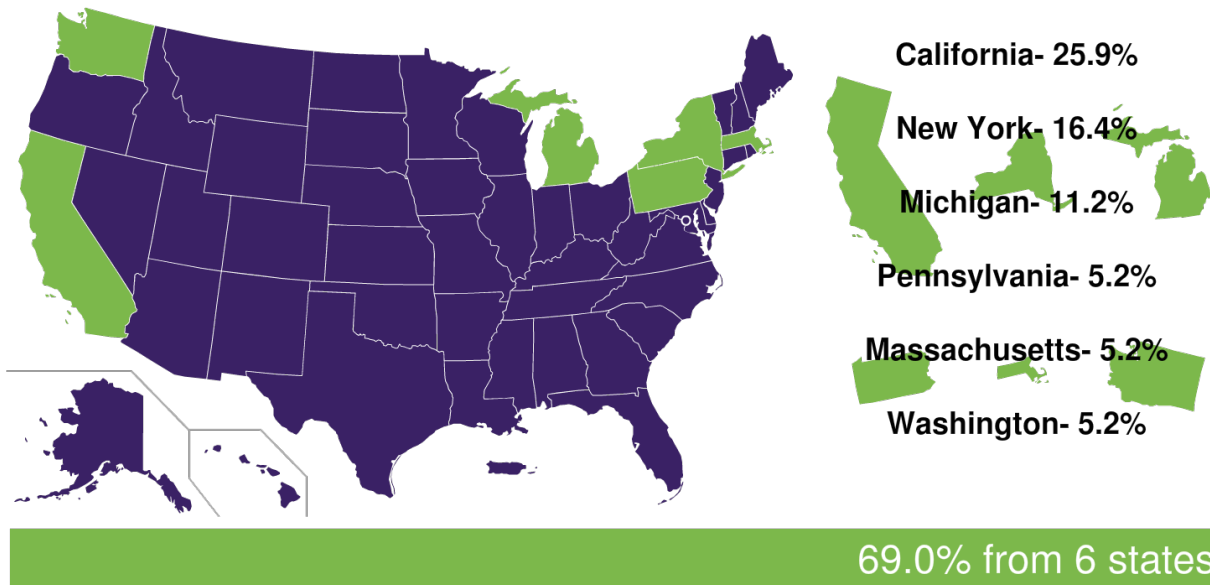 California- 25.9%
New York- 16.4%
Michigan- 11.2%
Pennsylvania- 5.2%
Massachusetts- 5.2%
Washington- 5.2%
69.0% from 6 states